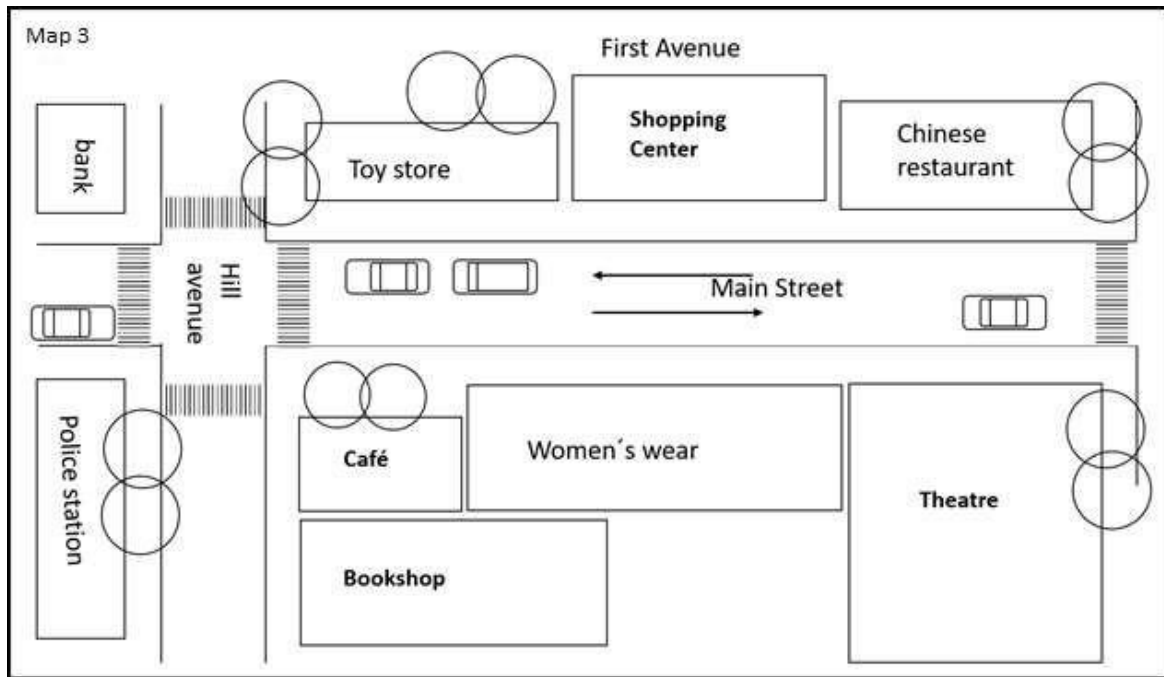 Map 3
First Avenue
bank
Toy store
Shopping
Center
Chinese
restaurant
Hill
avenue
Main Street
Police station
Café
Women´s wear
Theatre
Bookshop